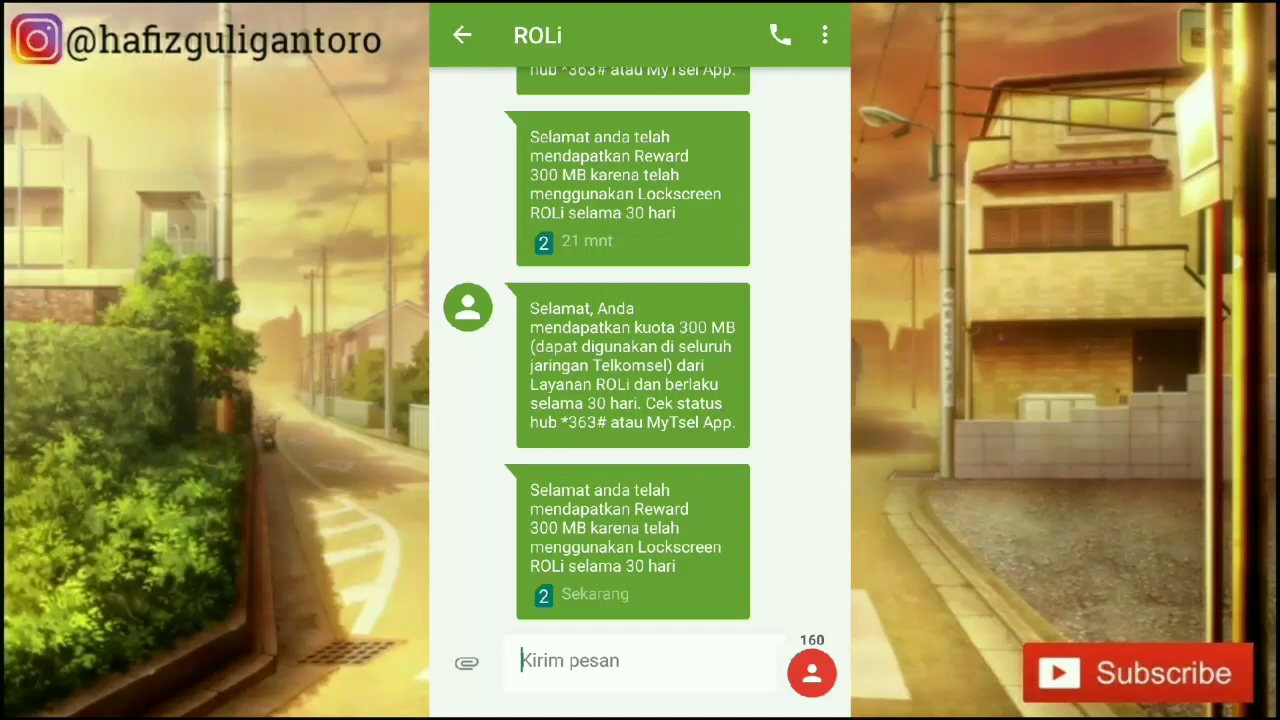 @hafizguligantoro
ROLi
hub *363# atau MyTsel App.
Selamat anda telah
mendapatkan Reward
300 MB karena telah
menggunakan Lockscreen
ROLi selama 30 hari
2 21 mnt
Selamat, Anda
mendapatkan kuota 300 MB
(dapat digunakan di seluruh
jaringan Telkomsel) dari
Layanan ROLi dan berlaku
selama 30 hari. Cek status
hub *363# atau MyTsel App.
Selamat anda telah
mendapatkan Reward
300 MB karena telah
menggunakan Lockscreen
ROLi selama 30 hari
2 Sekarang
160
Kirim pesan
Subscribe